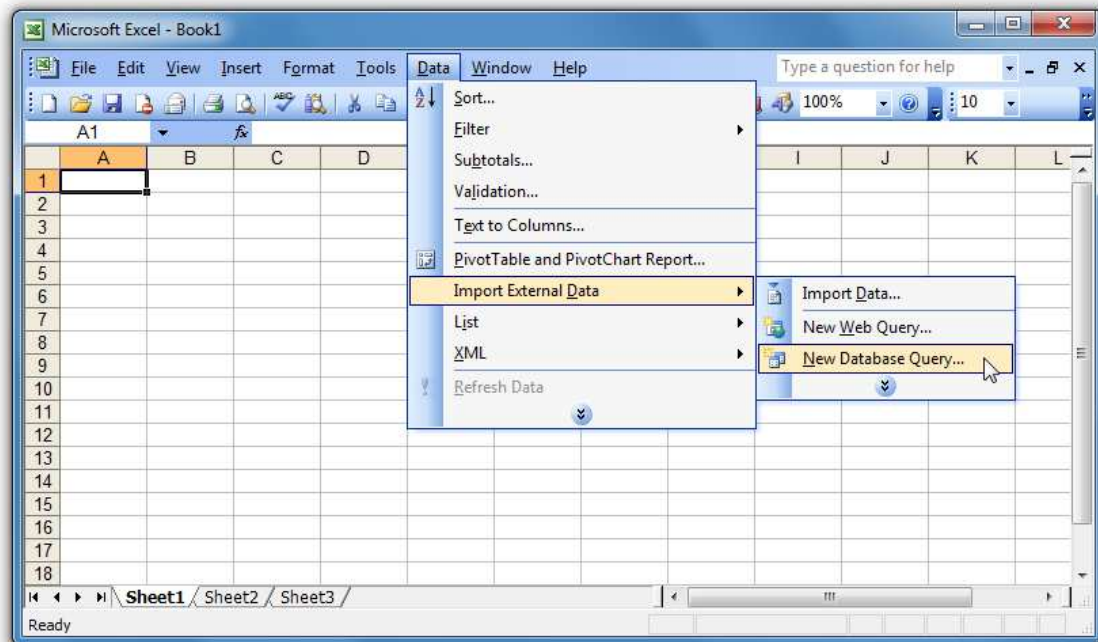 Microsoft Excel - Book1
File Edit View Insert Format Tools Data Window Help Type a question for help
ABC 100% 10
A1 fx
A B C D I J K L
Sort...
Filter
Subtotals...
Validation...
Text to Columns...
PivotTable and PivotChart Report...
Import External Data
List
XML
Refresh Data
Import Data...
New Web Query...
New Database Query...
1
2
3
4
5
6
7
8
9
10
11
12
13
14
15
16
17
18
Sheet1 Sheet2 Sheet3
Ready